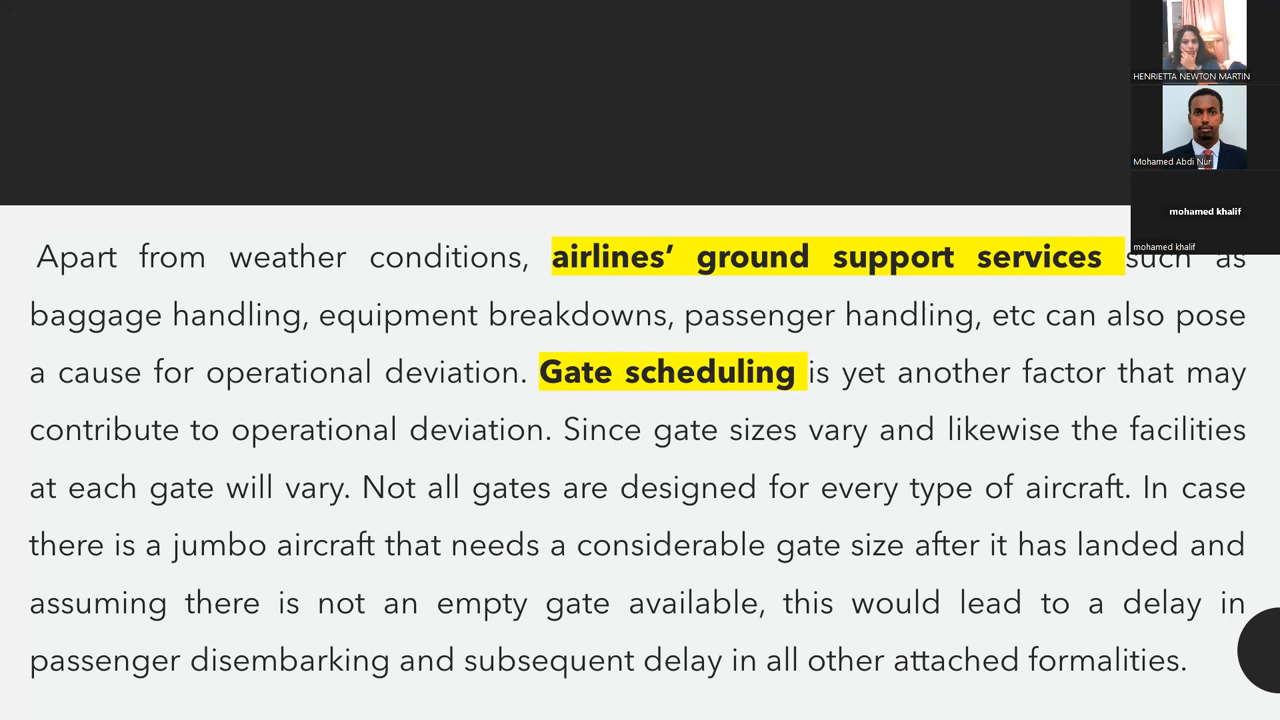 HENRIETTA NEWTON MARTIN
Mohamed Abdi Nur
mohamed khalif
mohamed khalif
Apart from weather conditions, airlines’ ground support services such as
baggage handling, equipment breakdowns, passenger handling, etc can also pose
a cause for operational deviation. Gate scheduling is yet another factor that may
contribute to operational deviation. Since gate sizes vary and likewise the facilities
at each gate will vary. Not all gates are designed for every type of aircraft. In case
there is a jumbo aircraft that needs a considerable gate size after it has landed and
assuming there is not an empty gate available, this would lead to a delay in
passenger disembarking and subsequent delay in all other attached formalities.